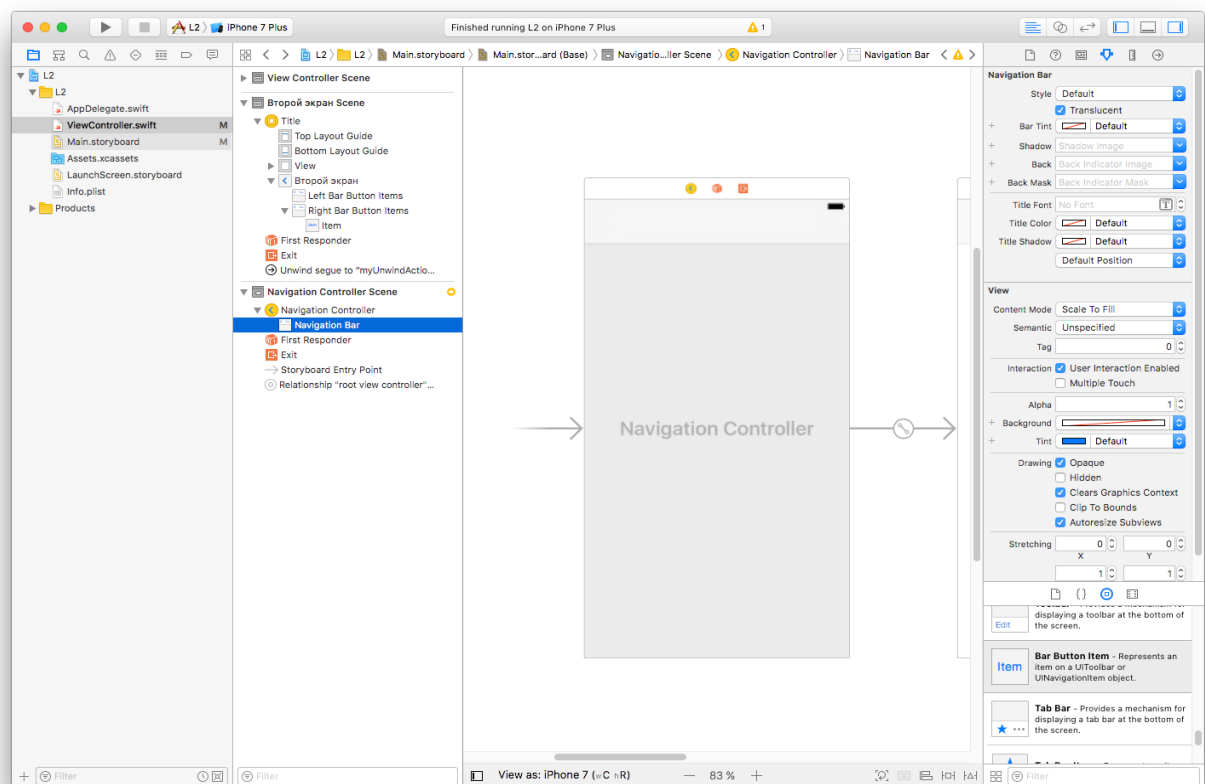 L2 〉 iPhone 7 Plus
Finished running L2 on iPhone 7 Plus
1
L2 〉 L2 〉 Main.storyboard 〉 Main.stor...ard (Base) 〉 Navigatio...ller Scene 〉 Navigation Controller 〉 Navigation Bar
L2
L2
AppDelegate.swift
ViewController.swift M
Main.storyboard M
Assets.xcassets
LaunchScreen.storyboard
Info.plist
Products
Filter
View Controller Scene
Второй экран Scene
Title
Top Layout Guide
Bottom Layout Guide
View
Второй экран
Left Bar Button Items
Right Bar Button Items
Item
First Responder
Exit
Unwind segue to "myUnwindActio...
Navigation Controller Scene
Navigation Controller
Navigation Bar
First Responder
Exit
Storyboard Entry Point
Relationship "root view controller"...
Filter
Navigation Controller
View as: iPhone 7 (wC hR)
83 %
Navigation Bar
Style Default
Translucent
Bar Tint Default
Shadow Shadow Image
Back Back Indicator Image
Back Mask Back Indicator Mask
Title Font No Font T
Title Color Default
Title Shadow Default
Default Position
View
Content Mode Scale To Fill
Semantic Unspecified
Tag 0
Interaction User Interaction Enabled
Multiple Touch
Alpha 1
Background
Tint Default
Drawing Opaque
Hidden
Clears Graphics Context
Clip To Bounds
Autoresize Subviews
Stretching 0 0
X Y
1 1
{}
displaying a toolbar at the bottom of
Edit the screen.
Item
Bar Button Item - Represents an
item on a UIToolbar or
UINavigationItem object.
Tab Bar - Provides a mechanism for
displaying a tab bar at the bottom of
the screen.
Filter